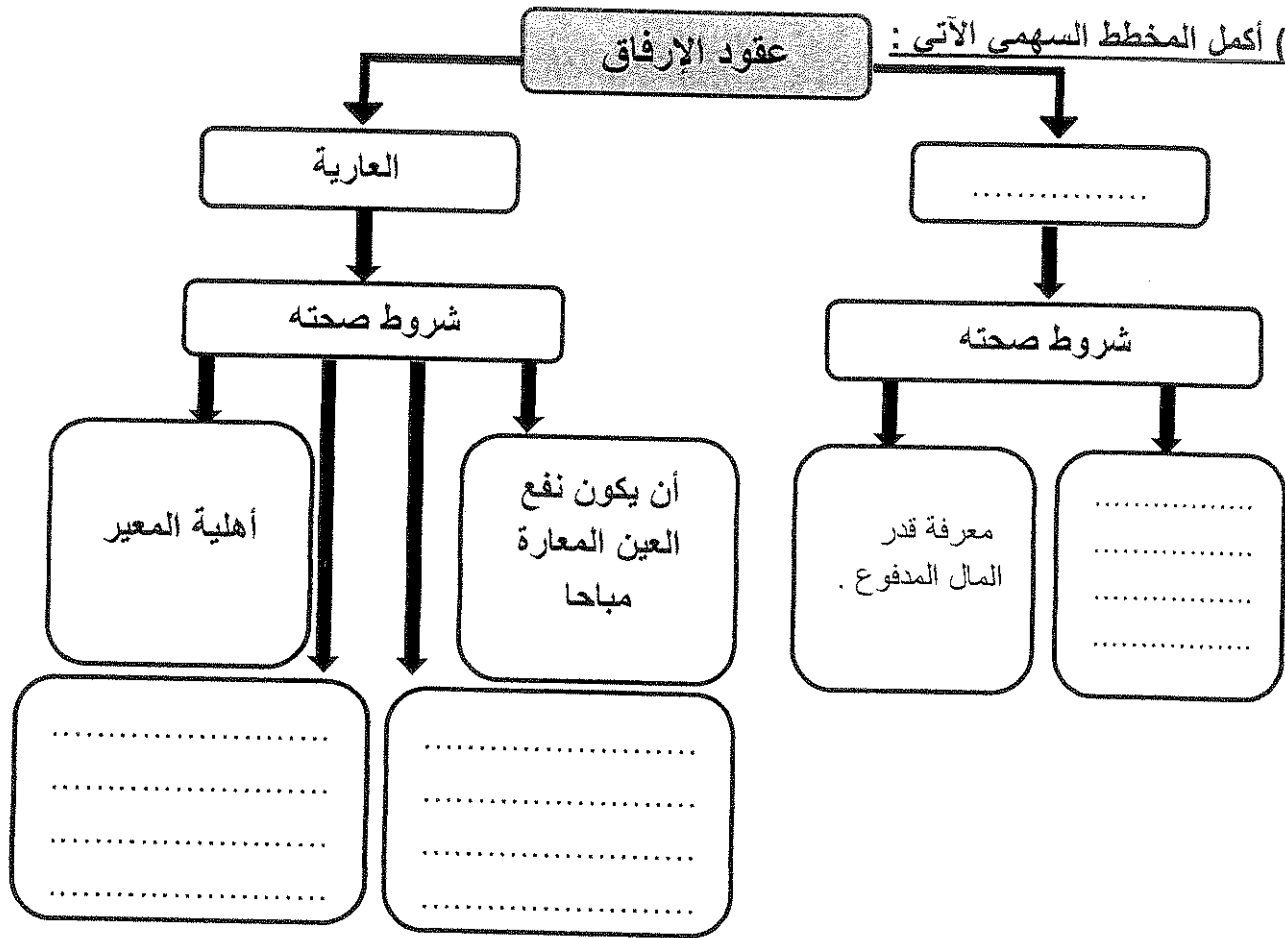 ) أكمل المخطط السهمي الآتي :
عقود الإرفاق
................
العارية
شروط صحته
شروط صحته
................
................
................
................
معرفة قدر
المال المدفوع .
أن يكون نفع
العين المعارة
مباحا
أهلية المعير
............................
............................
............................
............................
............................
............................
............................
............................